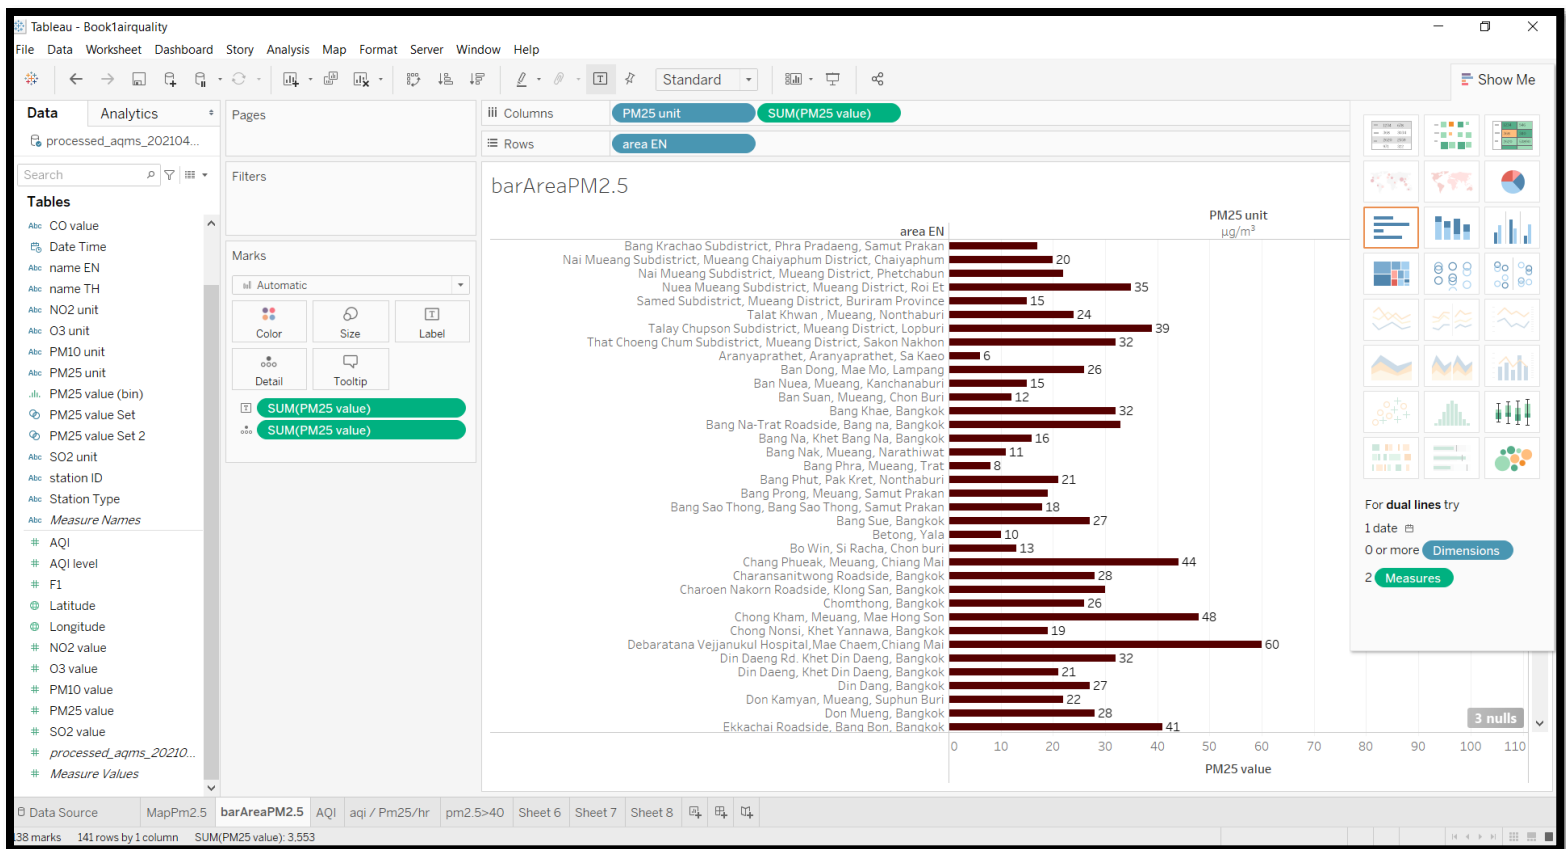 Tableau - Book1airquality
File Data Worksheet Dashboard Story Analysis Map Format Server Window Help
Standard
Show Me
Data Analytics
processed_aqms_202104...
Search
Tables
Abc CO value
Date Time
Abc name EN
Abc name TH
Abc NO2 unit
Abc O3 unit
Abc PM10 unit
Abc PM25 unit
PM25 value (bin)
PM25 value Set
PM25 value Set 2
Abc SO2 unit
Abc station ID
Abc Station Type
Abc Measure Names
# AQI
# AQI level
# F1
Latitude
Longitude
# NO2 value
# O3 value
# PM10 value
# PM25 value
# SO2 value
# processed_aqms_20210...
# Measure Values
Pages
Filters
Marks
Automatic
Color Size Label
Detail Tooltip
SUM(PM25 value)
SUM(PM25 value)
Columns PM25 unit SUM(PM25 value)
Rows area EN
barAreaPM2.5
PM25 unit
area EN µg/m³
Bang Krachao Subdistrict, Phra Pradaeng, Samut Prakan
Nai Mueang Subdistrict, Mueang Chaiyaphum District, Chaiyaphum 20
Nai Mueang Subdistrict, Mueang District, Phetchabun
Nuea Mueang Subdistrict, Mueang District, Roi Et 35
Samed Subdistrict, Mueang District, Buriram Province 15
Talat Khwan , Mueang, Nonthaburi 24
Talay Chupson Subdistrict, Mueang District, Lopburi 39
That Choeng Chum Subdistrict, Mueang District, Sakon Nakhon 32
Aranyaprathet, Aranyaprathet, Sa Kaeo 6
Ban Dong, Mae Mo, Lampang 26
Ban Nuea, Mueang, Kanchanaburi 15
Ban Suan, Mueang, Chon Buri 12
Bang Khae, Bangkok 32
Bang Na-Trat Roadside, Bang na, Bangkok
Bang Na, Khet Bang Na, Bangkok 16
Bang Nak, Mueang, Narathiwat 11
Bang Phra, Mueang, Trat 8
Bang Phut, Pak Kret, Nonthaburi 21
Bang Prong, Meuang, Samut Prakan
Bang Sao Thong, Bang Sao Thong, Samut Prakan 18
Bang Sue, Bangkok 27
Betong, Yala 10
Bo Win, Si Racha, Chon buri 13
Chang Phueak, Meuang, Chiang Mai 44
Charansanitwong Roadside, Bangkok 28
Charoen Nakorn Roadside, Klong San, Bangkok
Chomthong, Bangkok 26
Chong Kham, Meuang, Mae Hong Son 48
Chong Nonsi, Khet Yannawa, Bangkok 19
Debaratana Vejjanukul Hospital,Mae Chaem,Chiang Mai 60
Din Daeng Rd. Khet Din Daeng, Bangkok 32
Din Daeng, Khet Din Daeng, Bangkok 21
Din Dang, Bangkok 27
Don Kamyan, Mueang, Suphun Buri 22
Don Mueng, Bangkok 28
Ekkachai Roadside, Bang Bon, Bangkok 41
3 nulls
0 10 20 30 40 50 60 70 80 90 100 110
PM25 value
For dual lines try
1 date
0 or more Dimensions
2 Measures
Data Source MapPm2.5 barAreaPM2.5 AQI aqi / Pm25/hr pm2.5>40 Sheet 6 Sheet 7 Sheet 8
138 marks 141 rows by 1 column SUM(PM25 value): 3,553